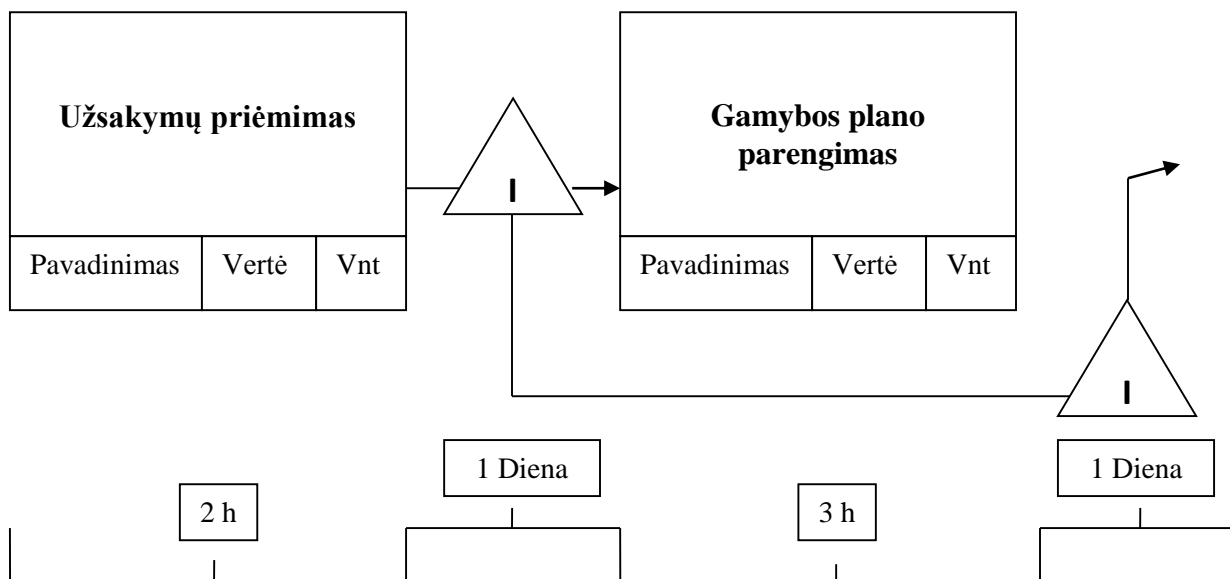 Užsakymų priėmimas
I
Gamybos plano
parengimas
Pavadinimas Vertė Vnt
Pavadinimas Vertė Vnt
I
1 Diena
1 Diena
2 h
3 h